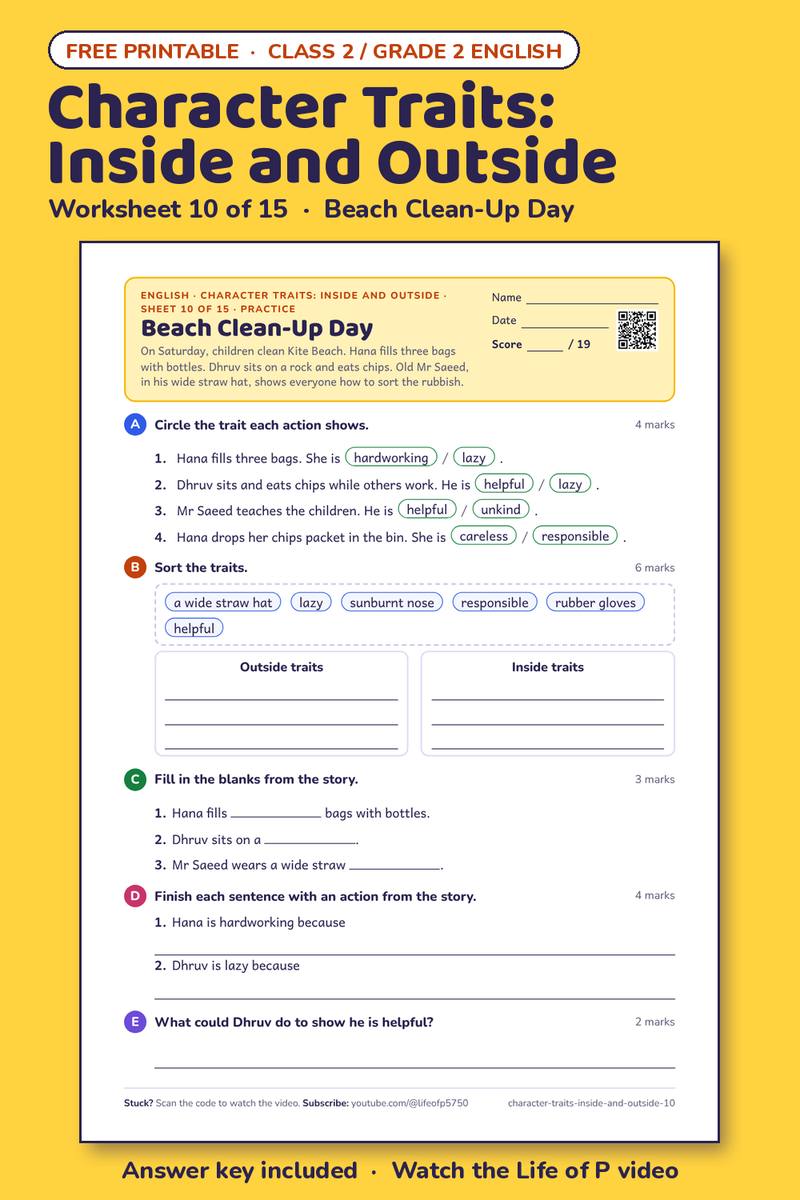 FREE PRINTABLE · CLASS 2 / GRADE 2 ENGLISH
Character Traits:
Inside and Outside
Worksheet 10 of 15 · Beach Clean-Up Day
ENGLISH · CHARACTER TRAITS: INSIDE AND OUTSIDE ·
SHEET 10 OF 15 · PRACTICE
Beach Clean-Up Day
On Saturday, children clean Kite Beach. Hana fills three bags
with bottles. Dhruv sits on a rock and eats chips. Old Mr Saeed,
in his wide straw hat, shows everyone how to sort the rubbish.
Name
Date
Score / 19
A Circle the trait each action shows. 4 marks
1. Hana fills three bags. She is hardworking / lazy .
2. Dhruv sits and eats chips while others work. He is helpful / lazy .
3. Mr Saeed teaches the children. He is helpful / unkind .
4. Hana drops her chips packet in the bin. She is careless / responsible .
B Sort the traits. 6 marks
a wide straw hat lazy sunburnt nose responsible rubber gloves
helpful
Outside traits Inside traits
C Fill in the blanks from the story. 3 marks
1. Hana fills ____ bags with bottles.
2. Dhruv sits on a ____.
3. Mr Saeed wears a wide straw ____.
D Finish each sentence with an action from the story. 4 marks
1. Hana is hardworking because
2. Dhruv is lazy because
E What could Dhruv do to show he is helpful? 2 marks
Stuck? Scan the code to watch the video. Subscribe: youtube.com/@lifeofp5750 character-traits-inside-and-outside-10
Answer key included · Watch the Life of P video